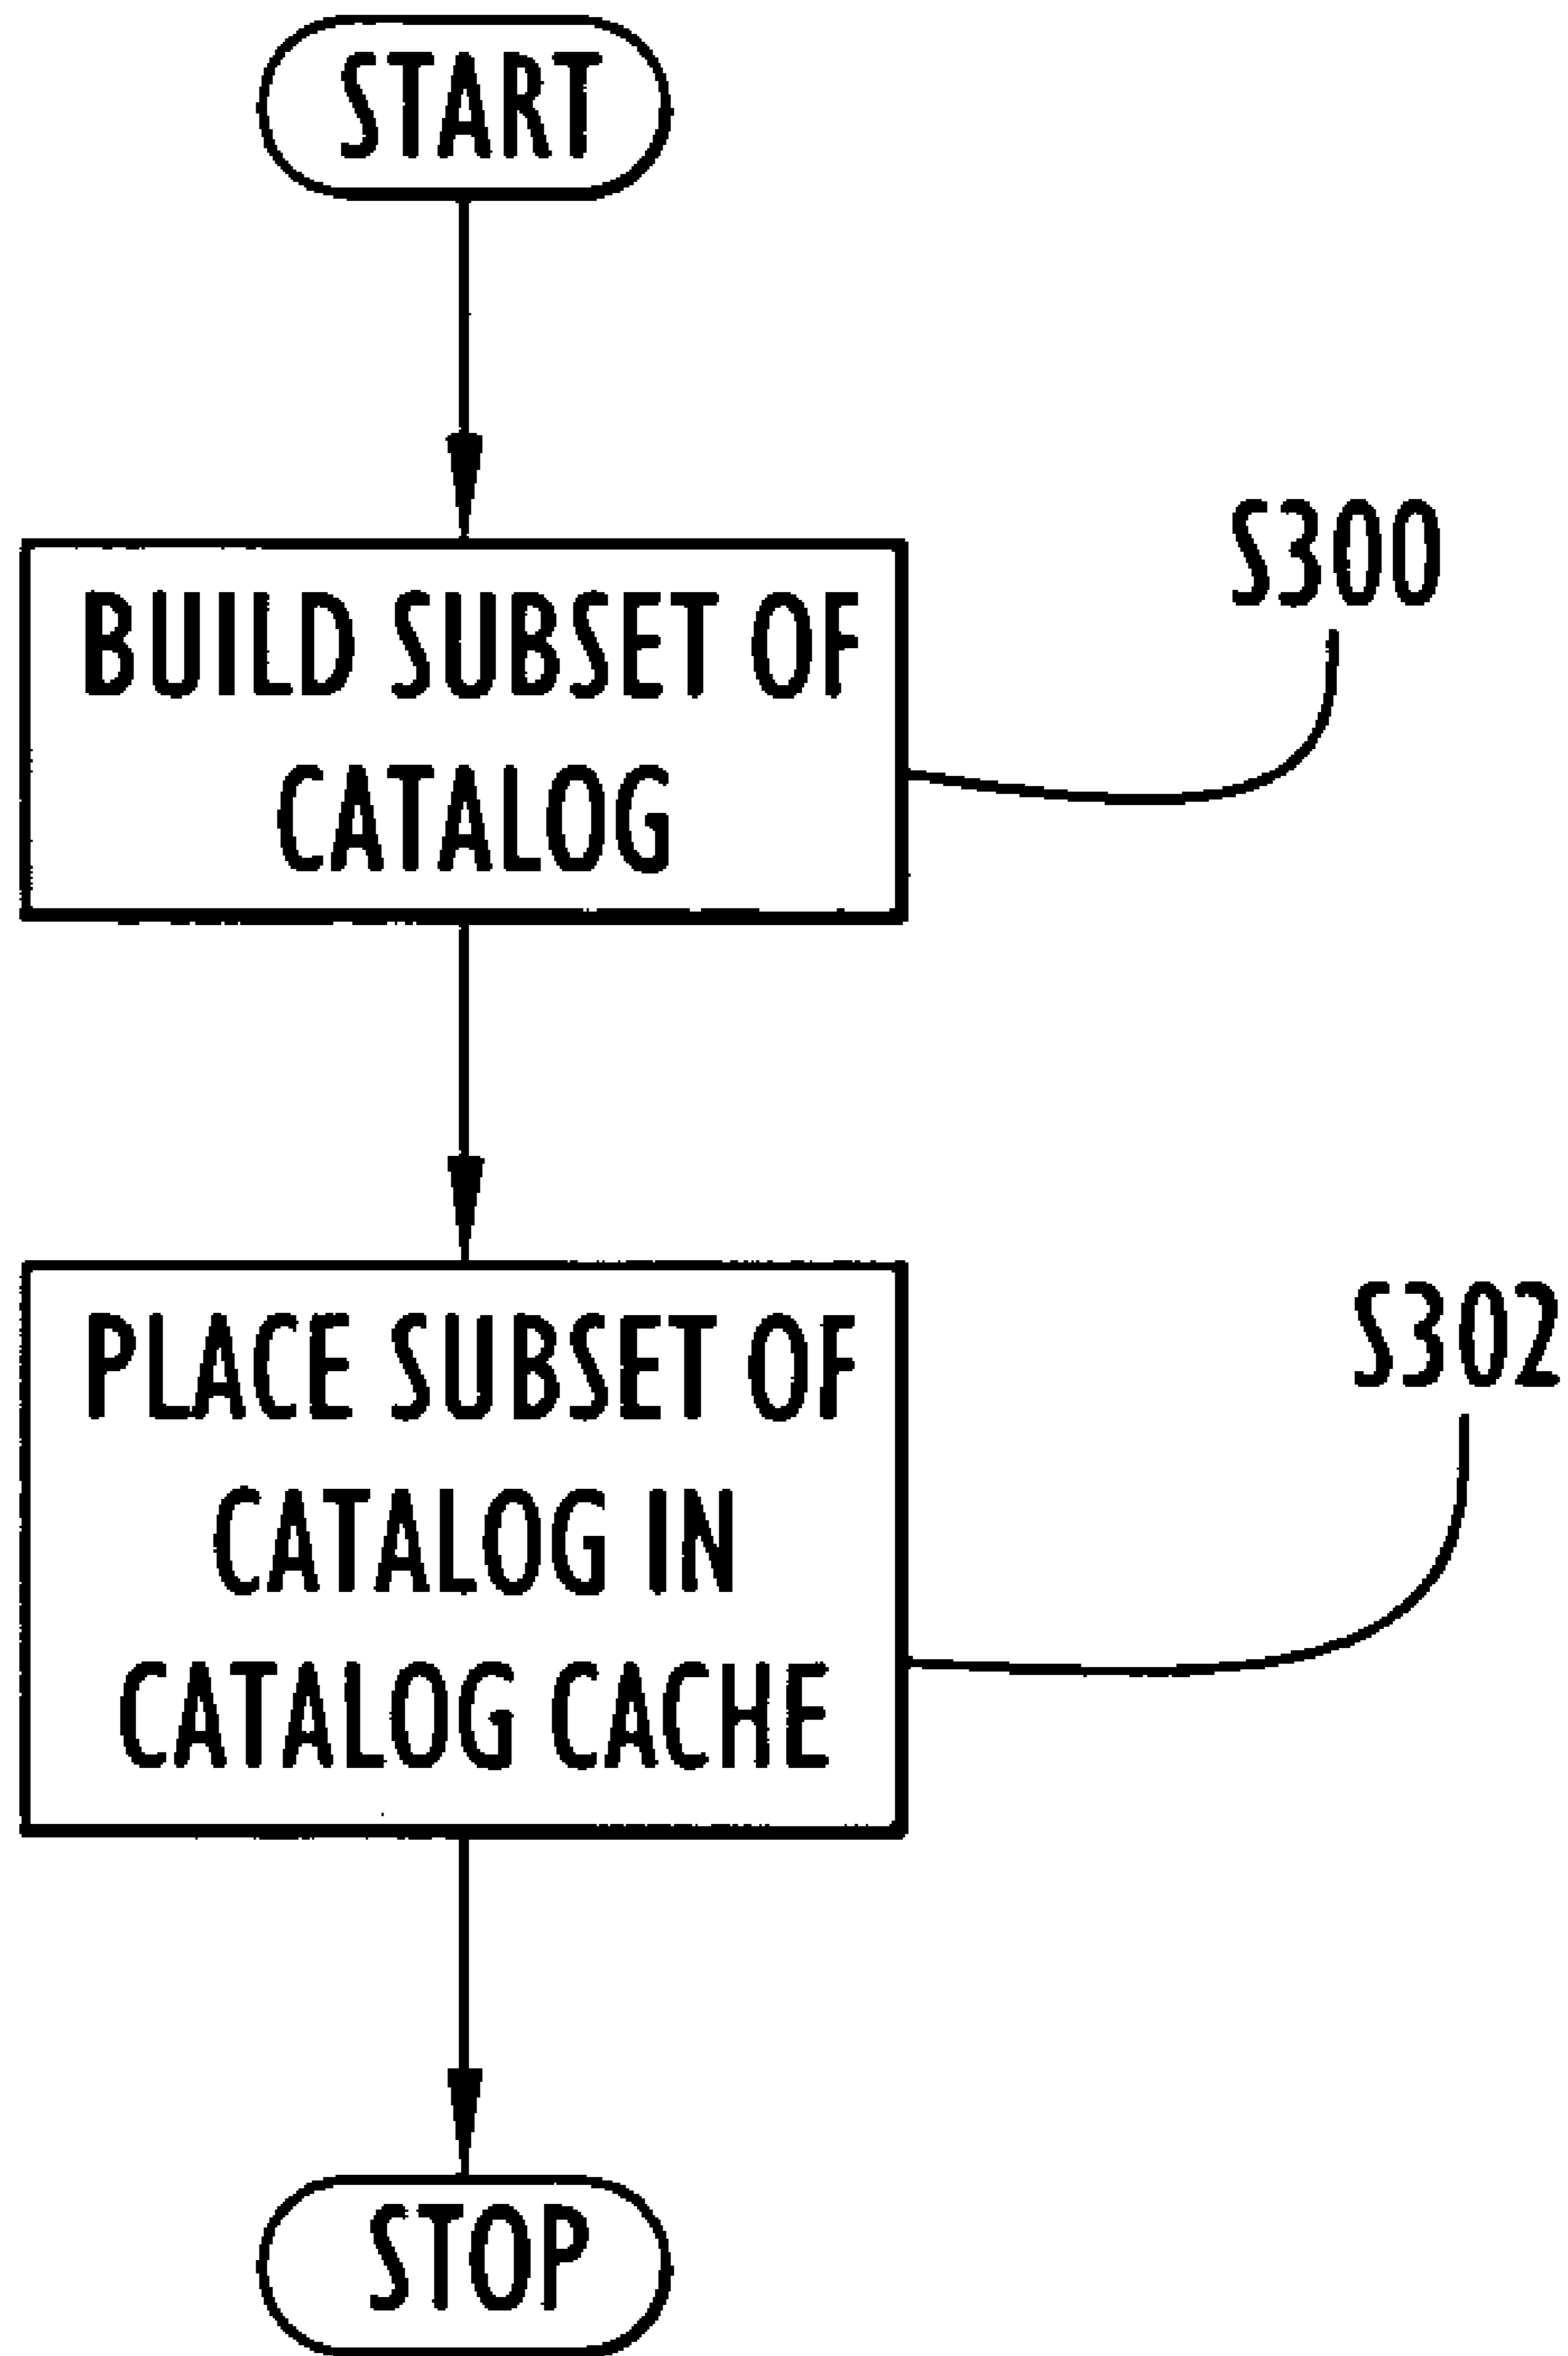 START
S300
BUILD SUBSET OF
CATALOG
S302
PLACE SUBSET OF
CATALOG IN
CATALOG CACHE
STOP